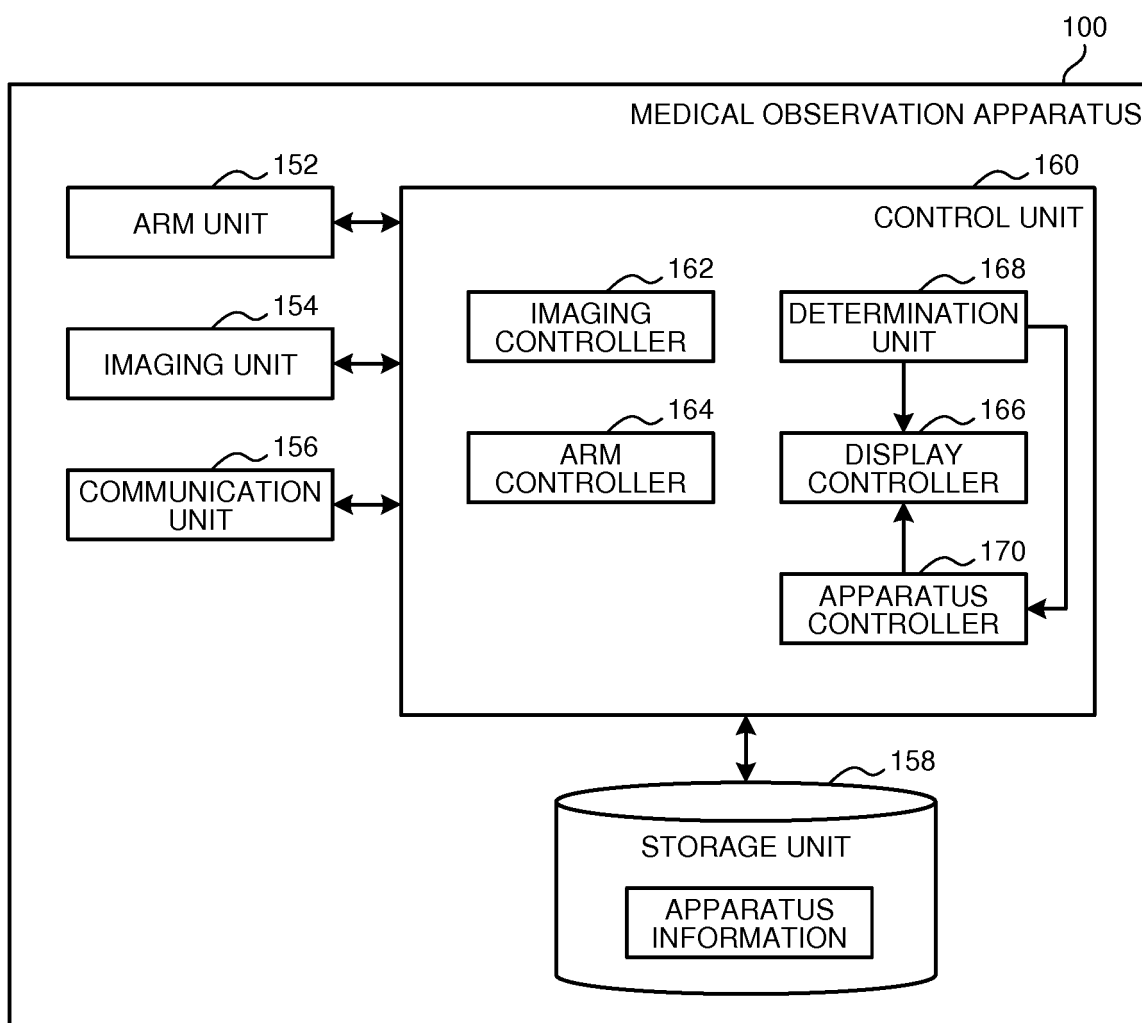 100
MEDICAL OBSERVATION APPARATUS
152
ARM UNIT
154
IMAGING UNIT
156
COMMUNICATION
UNIT
160
CONTROL UNIT
162
IMAGING
CONTROLLER
168
DETERMINATION
UNIT
164
ARM
CONTROLLER
166
DISPLAY
CONTROLLER
170
APPARATUS
CONTROLLER
158
STORAGE UNIT
APPARATUS
INFORMATION